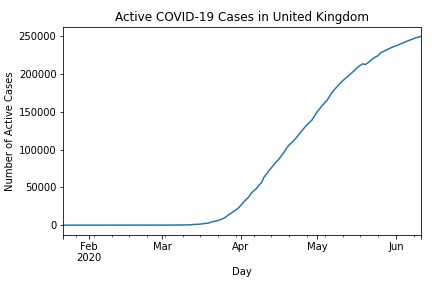 Active COVID-19 Cases in United Kingdom
Number of Active Cases
250000
200000
150000
100000
50000
0
Feb
2020
Mar
Apr
May
Jun
Day